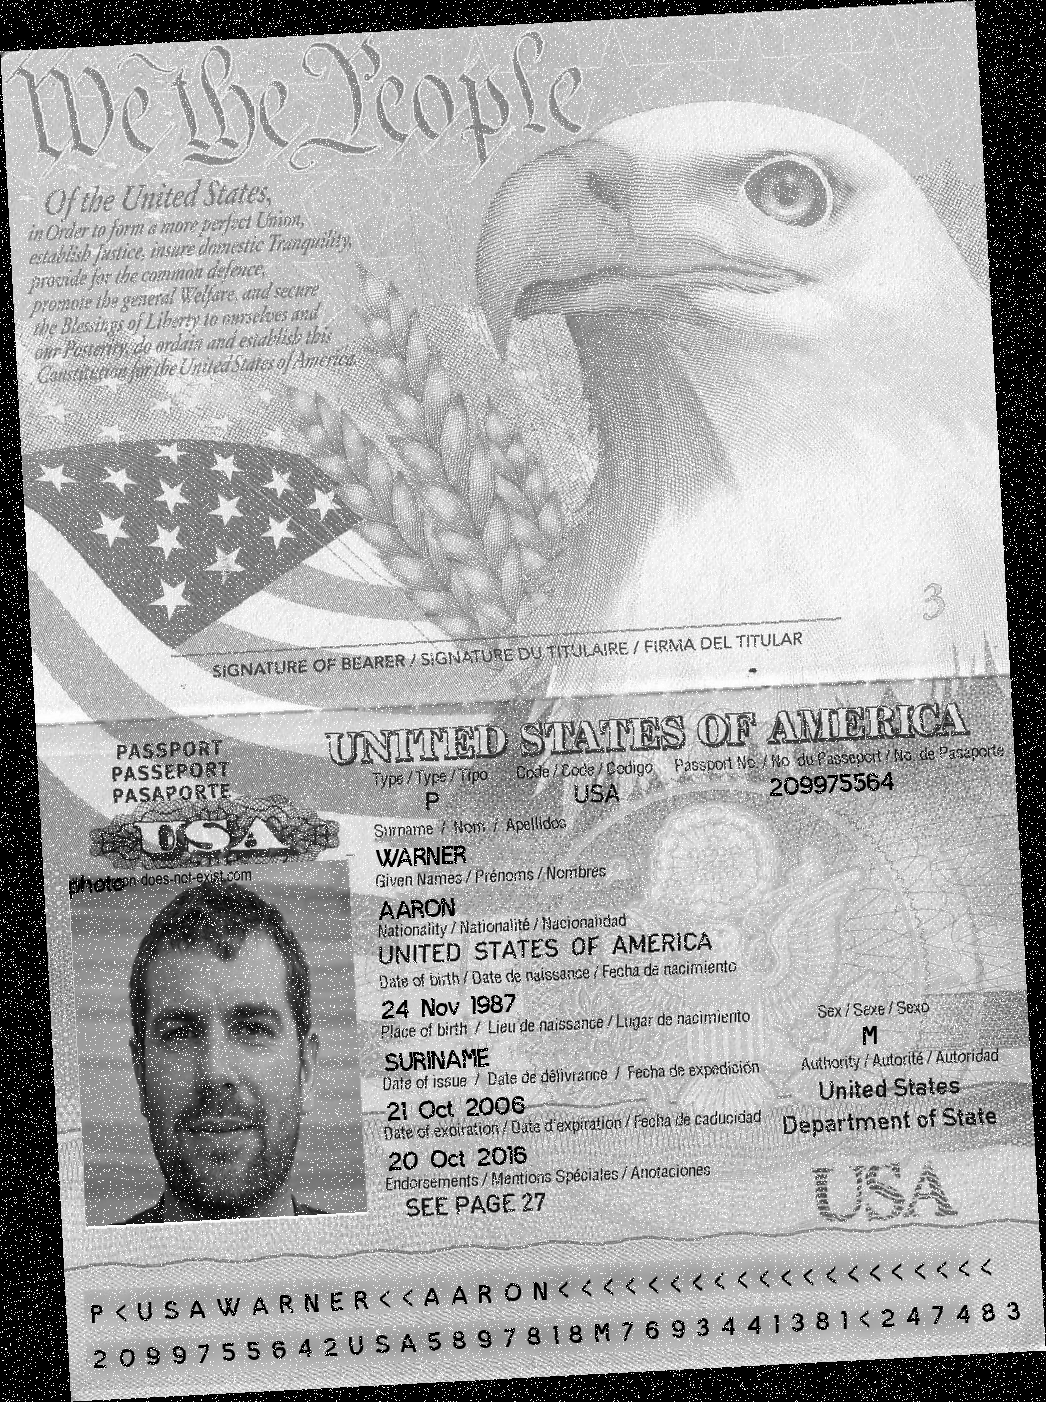 We the People
Of the United States,
in Order to form a more perfect Union,
establish Justice, insure domestic Tranquility,
provide for the common defence,
promote the general Welfare, and secure
the Blessings of Liberty to ourselves and
our Posterity, do ordain and establish this
Constitution for the United States of America.
3
SIGNATURE OF BEARER / SIGNATURE DU TITULAIRE / FIRMA DEL TITULAR
PASSPORT
PASSEPORT
PASAPORTE
USA
UNITED STATES OF AMERICA
Type / Type / Tipo Code / Code / Codigo Passport No. / No. du Passeport / No. de Pasaporte
P USA 209975564
Surname / Nom / Apellidos
WARNER
Given Names / Prénoms / Nombres
AARON
Nationality / Nationalité / Nacionalidad
UNITED STATES OF AMERICA
Date of birth / Date de naissance / Fecha de nacimiento
24 Nov 1987
Place of birth / Lieu de naissance / Lugar de nacimiento
SURINAME
Date of issue / Date de délivrance / Fecha de expedición
21 Oct 2006
Date of expiration / Date d'expiration / Fecha de caducidad
20 Oct 2016
Endorsements / Mentions Spéciales / Anotaciones
SEE PAGE 27
Sex / Sexe / Sexo
M
Authority / Autorité / Autoridad
United States
Department of State
USA
photo on-does-not-exist.com
P<USAWARNER<<AARON<<<<<<<<<<<<<<<<<<<<
2099755642USA5897818M7693441381<247483